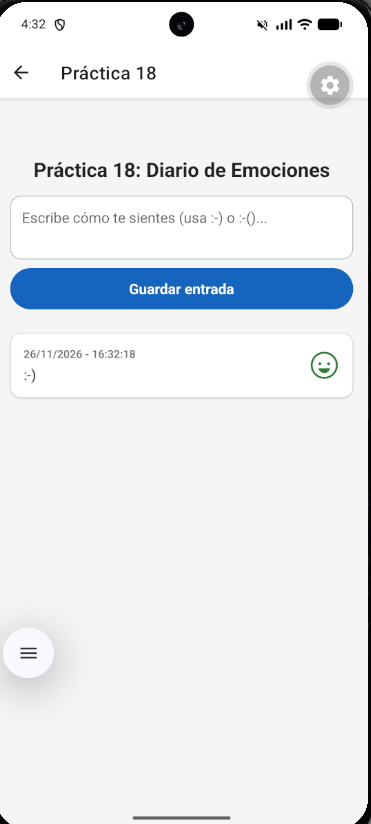 4:32
Práctica 18
Práctica 18: Diario de Emociones
Escribe cómo te sientes (usa :-) o :-()...
Guardar entrada
26/11/2026 - 16:32:18
:-)